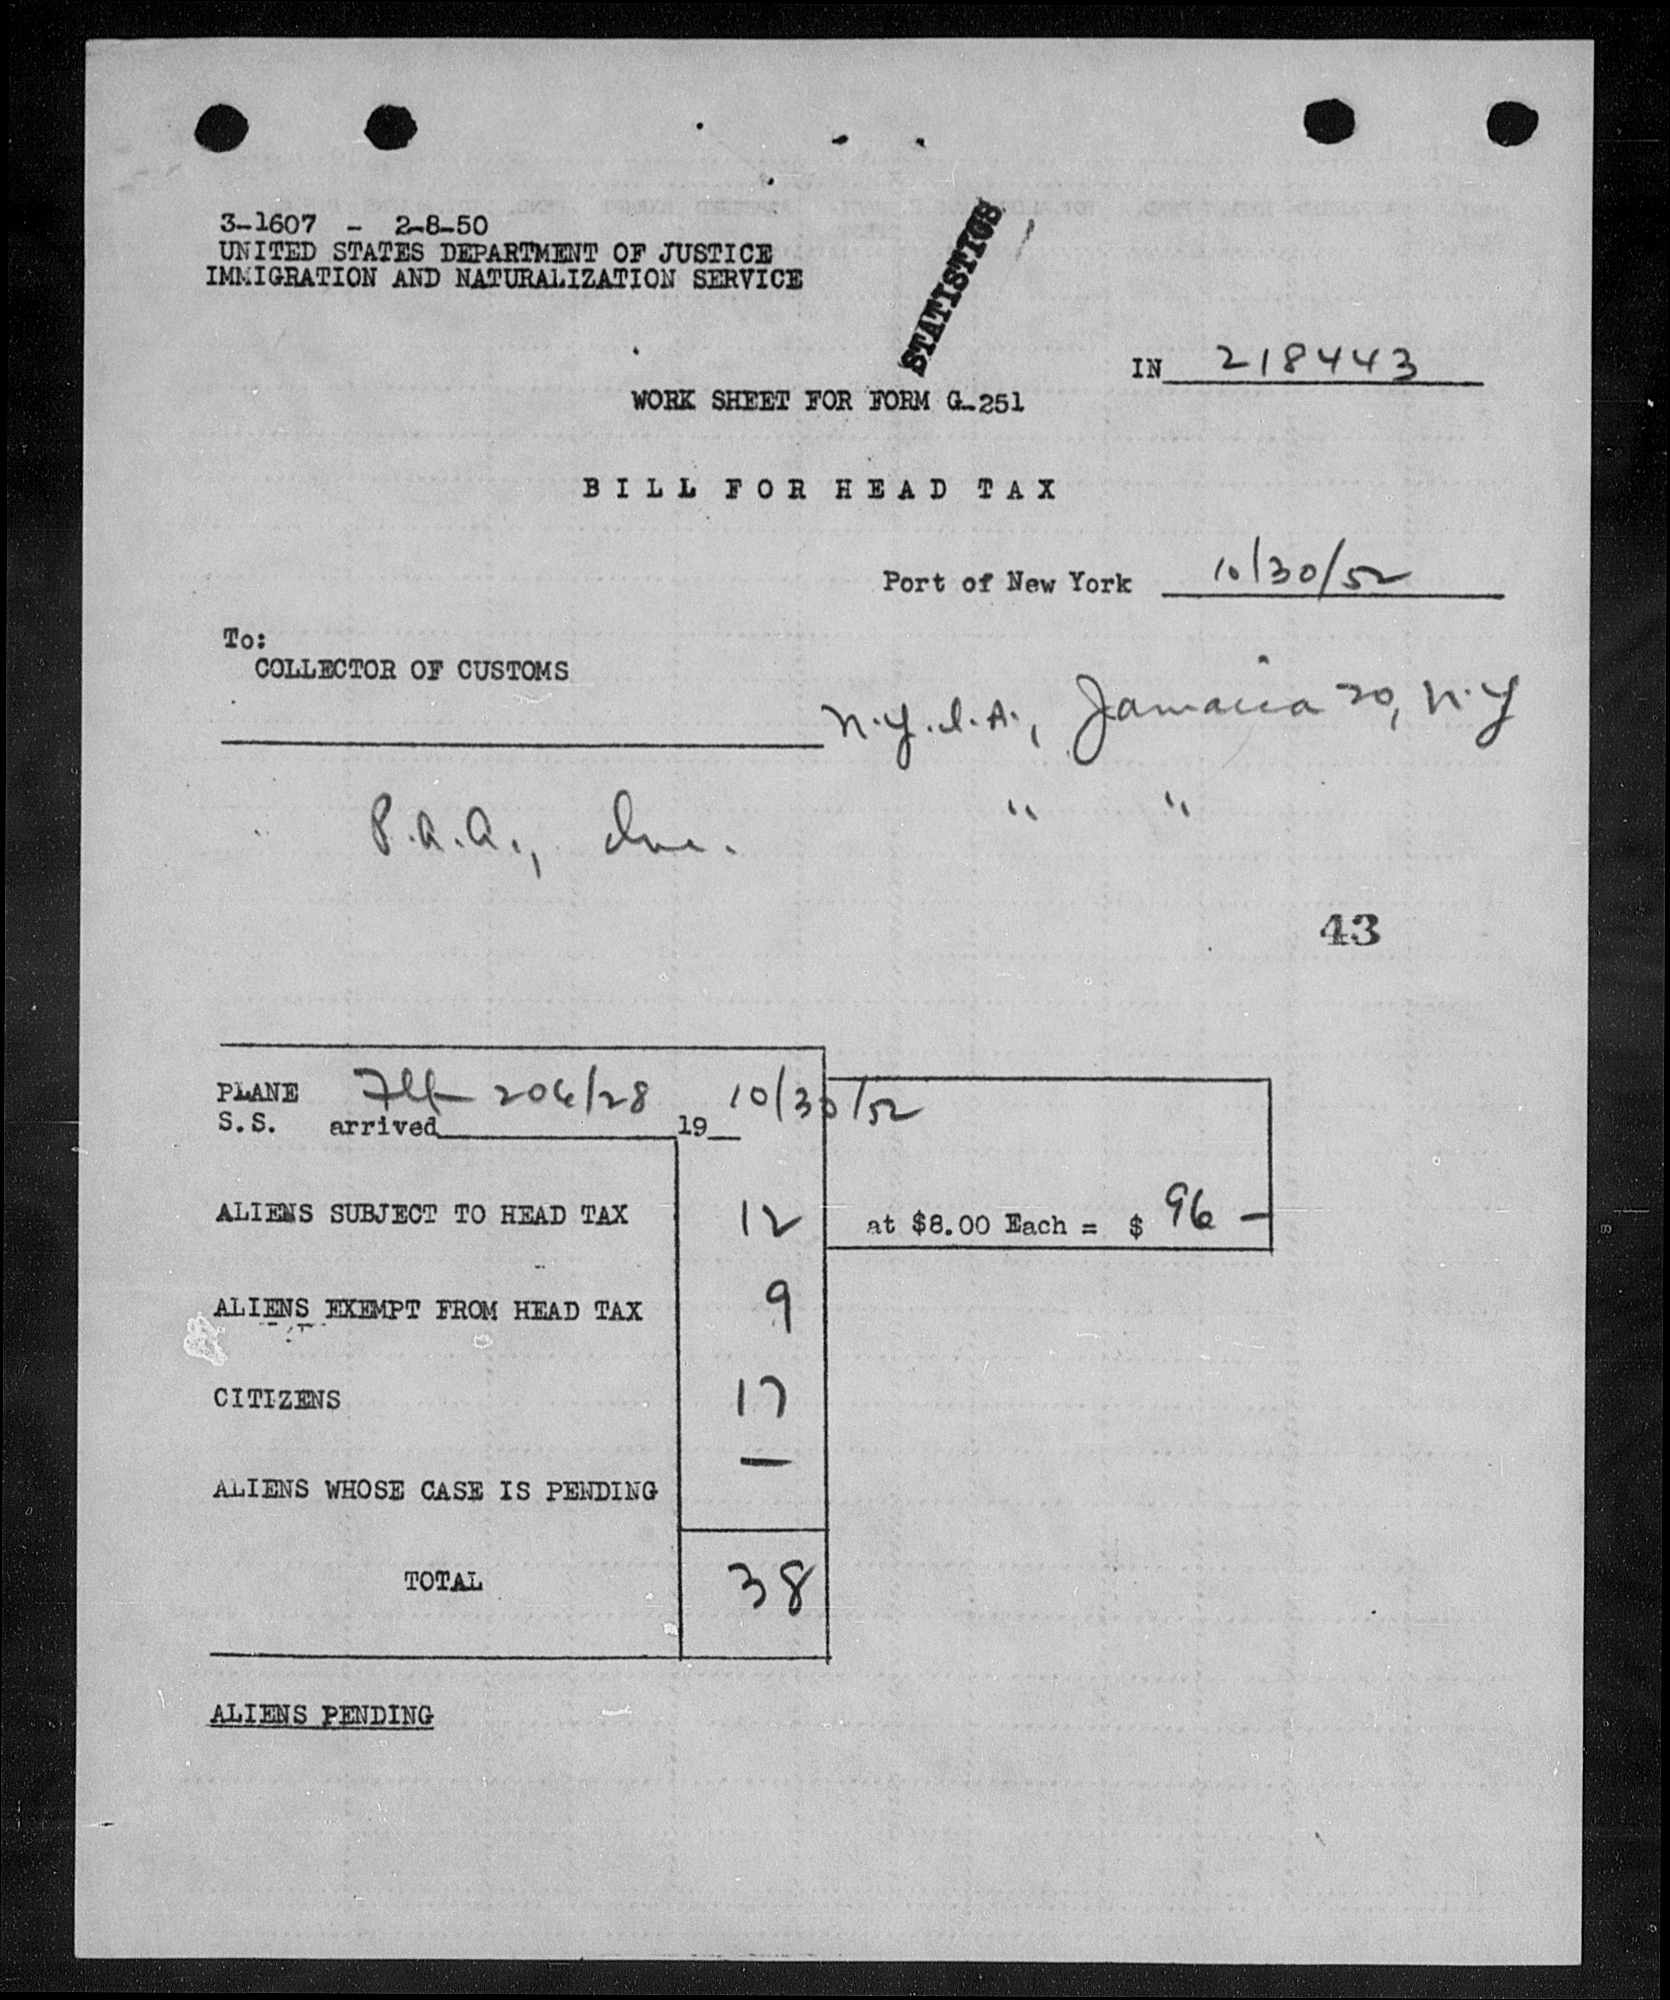 3-1607 - 2-8-50
UNITED STATES DEPARTMENT OF JUSTICE
IMMIGRATION AND NATURALIZATION SERVICE
STATISTICS
IN 218443
WORK SHEET FOR FORM G-251
BILL FOR HEAD TAX
Port of New York 10/30/52
To:
COLLECTOR OF CUSTOMS
N.Y.I.A., Jamaica 20, N.Y
P.A.A., Inc. " "
43
PLANE Flt 206/28 10/30/52
S.S. arrived 19
ALIENS SUBJECT TO HEAD TAX 12 at $8.00 Each = $ 96 —
ALIENS EXEMPT FROM HEAD TAX 9
CITIZENS 17
ALIENS WHOSE CASE IS PENDING —
TOTAL 38
ALIENS PENDING